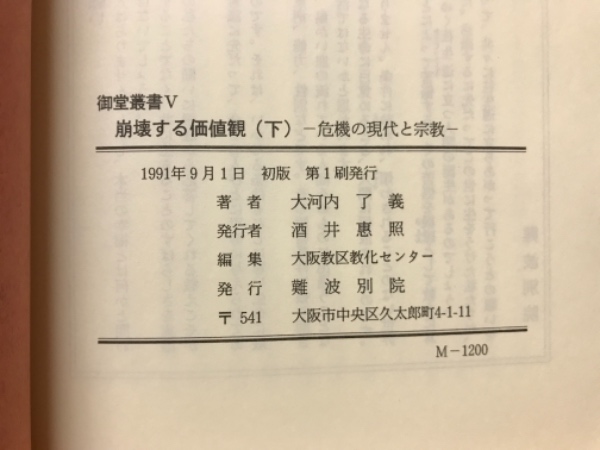 御堂叢書Ⅴ
崩壊する価値観(下)−危機の現代と宗教−
1991年9月1日 初版 第1刷発行
著者 大河内了義
発行者 酒井恵照
編集 大阪教区教化センター
発行 難波別院
〒541 大阪市中央区久太郎町4-1-11
M−1200